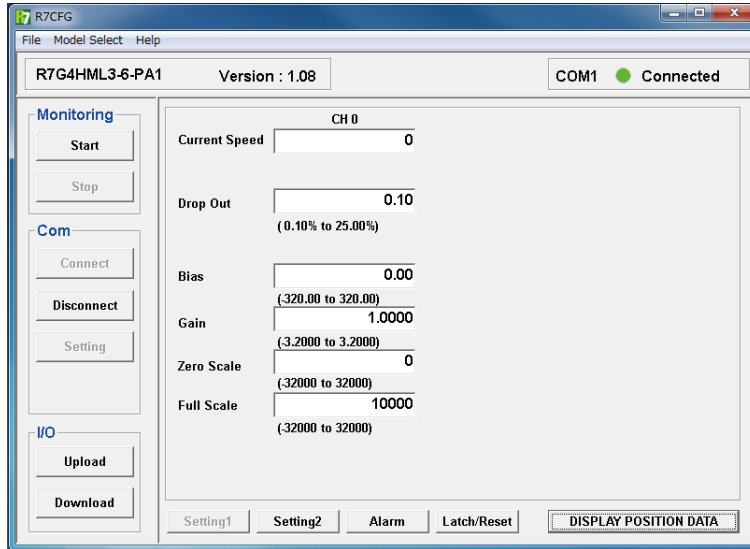 R7 R7CFG
File Model Select Help
R7G4HML3-6-PA1 Version : 1.08 COM1 Connected
Monitoring
Start
Stop
Com
Connect
Disconnect
Setting
I/O
Upload
Download
CH 0
Current Speed 0
Drop Out 0.10
( 0.10% to 25.00%)
Bias 0.00
(-320.00 to 320.00)
Gain 1.0000
(-3.2000 to 3.2000)
Zero Scale 0
(-32000 to 32000)
Full Scale 10000
(-32000 to 32000)
Setting1 Setting2 Alarm Latch/Reset DISPLAY POSITION DATA